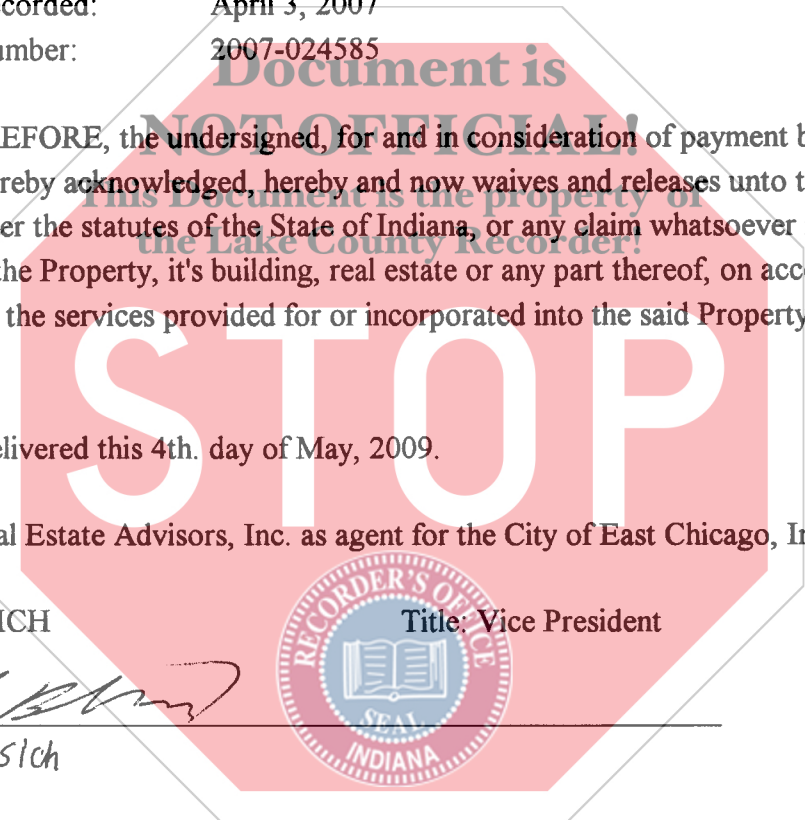 corded: April 3, 2007
umber: 2007-024585
Document is
NOT OFFICIAL!
EFORE, the undersigned, for and in consideration of payment b
reby acknowledged, hereby and now waives and releases unto t
This Document is the property of
er the statutes of the State of Indiana, or any claim whatsoever
the Lake County Recorder!
the Property, it's building, real estate or any part thereof, on acc
the services provided for or incorporated into the said Property
STOP
elivered this 4th. day of May, 2009.
al Estate Advisors, Inc. as agent for the City of East Chicago, In
ICH Title: Vice President
sich
RECORDER'S OFFICE
SEAL
INDIANA